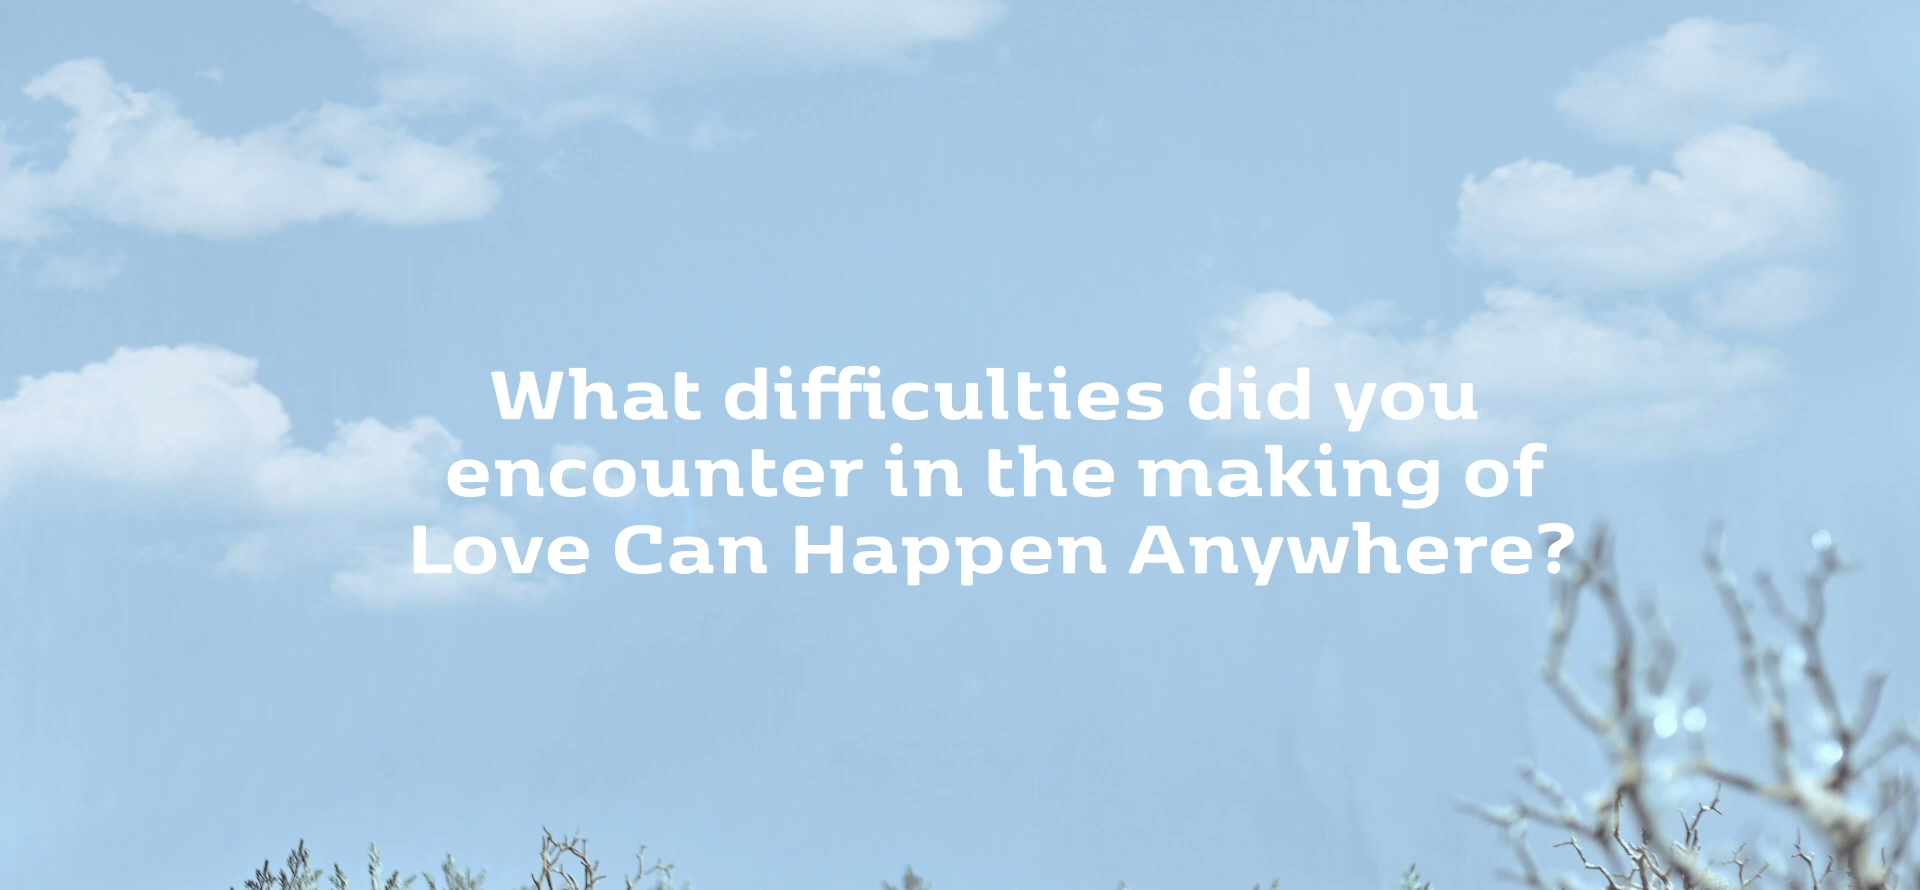 What difficulties did you
encounter in the making of
Love Can Happen Anywhere?